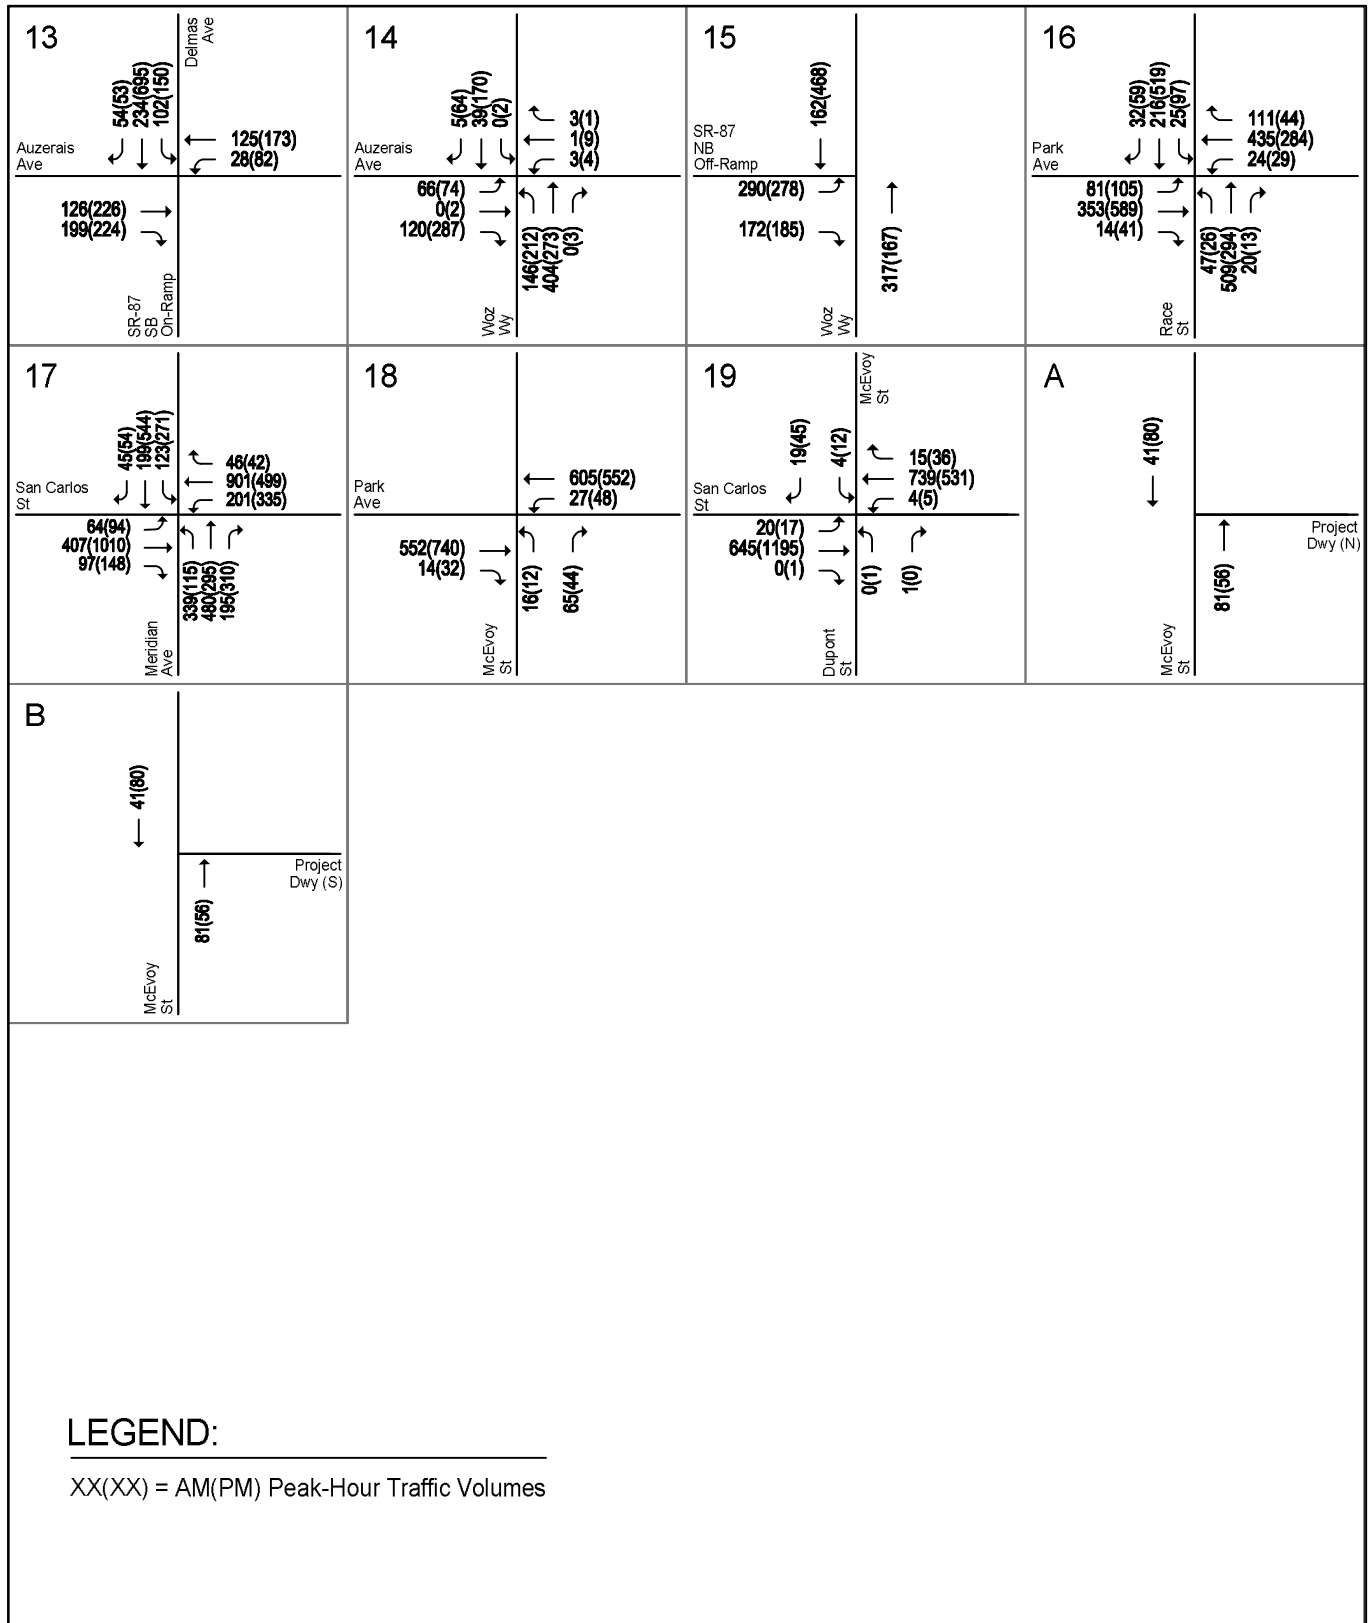 13
Delmas
Ave
54(53)
234(695)
102(150)
125(173)
28(82)
Auzerais
Ave
126(226)
199(224)
SR-87
SB
On-Ramp
14
5(64)
39(170)
0(2)
3(1)
1(9)
3(4)
Auzerais
Ave
66(74)
0(2)
120(287)
146(212)
404(273)
0(3)
Woz
Wy
15
162(468)
SR-87
NB
Off-Ramp
290(278)
172(185)
317(167)
Woz
Wy
16
32(59)
216(519)
25(97)
111(44)
435(284)
24(29)
Park
Ave
81(105)
353(589)
14(41)
47(26)
509(294)
20(13)
Race
St
17
45(54)
199(544)
123(271)
46(42)
901(499)
201(335)
San Carlos
St
64(94)
407(1010)
97(148)
339(115)
480(295)
195(310)
Meridian
Ave
18
605(552)
27(48)
Park
Ave
552(740)
14(32)
16(12)
65(44)
McEvoy
St
19
McEvoy
St
19(45)
4(12)
15(36)
739(531)
4(5)
San Carlos
St
20(17)
645(1195)
0(1)
0(1)
1(0)
Dupont
St
A
41(80)
Project
Dwy (N)
81(56)
McEvoy
St
B
41(80)
Project
Dwy (S)
81(56)
McEvoy
St
LEGEND:
XX(XX) = AM(PM) Peak-Hour Traffic Volumes